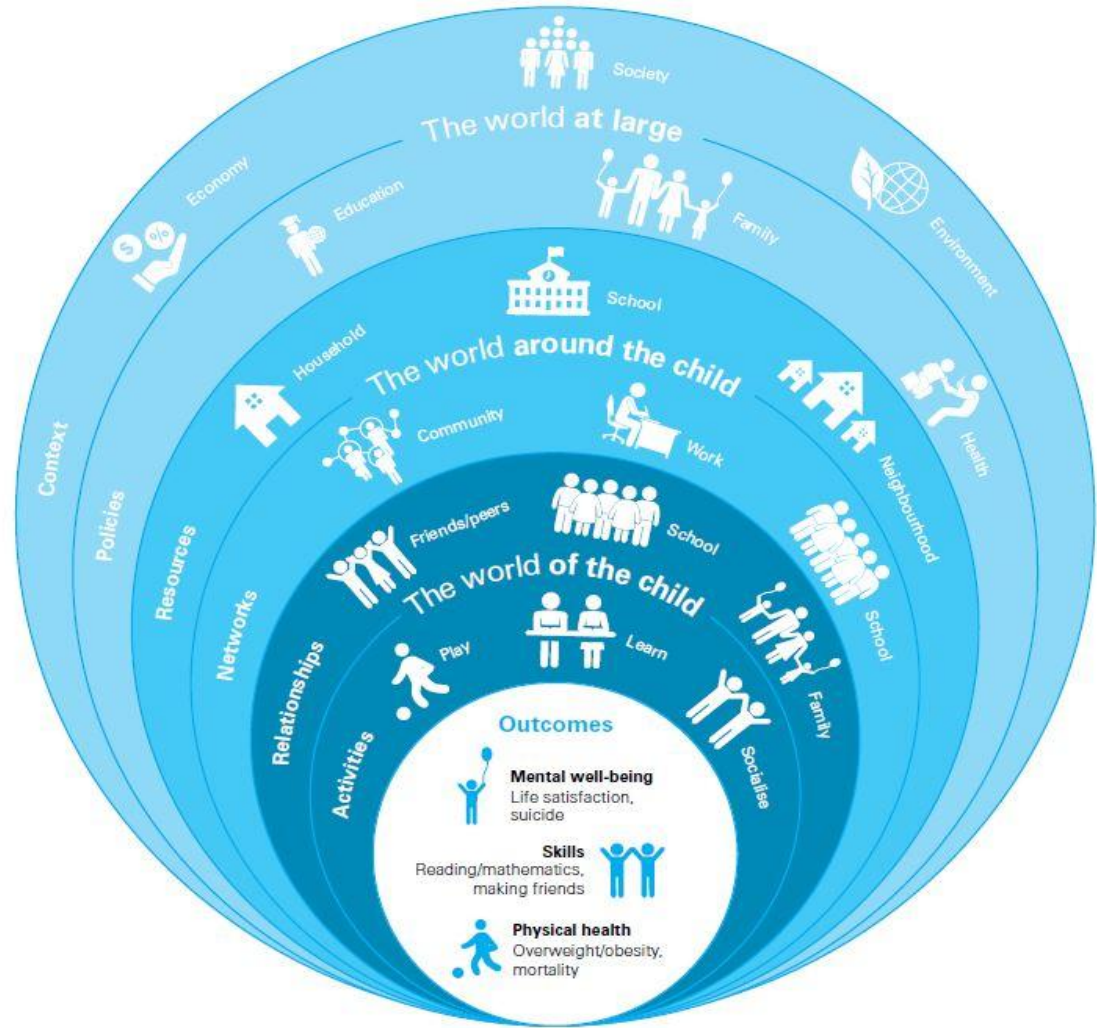 Society
The world at large
Economy
Education
Family
Environment
School
Household
The world around the child
Community
Work
Neighbourhood
Health
Context
Policies
Resources
Networks
Friends/peers
School
School
The world of the child
Relationships
Activities
Play
Learn
Family
Socialise
Outcomes
Mental well-being
Life satisfaction,
suicide
Skills
Reading/mathematics,
making friends
Physical health
Overweight/obesity,
mortality
$ %